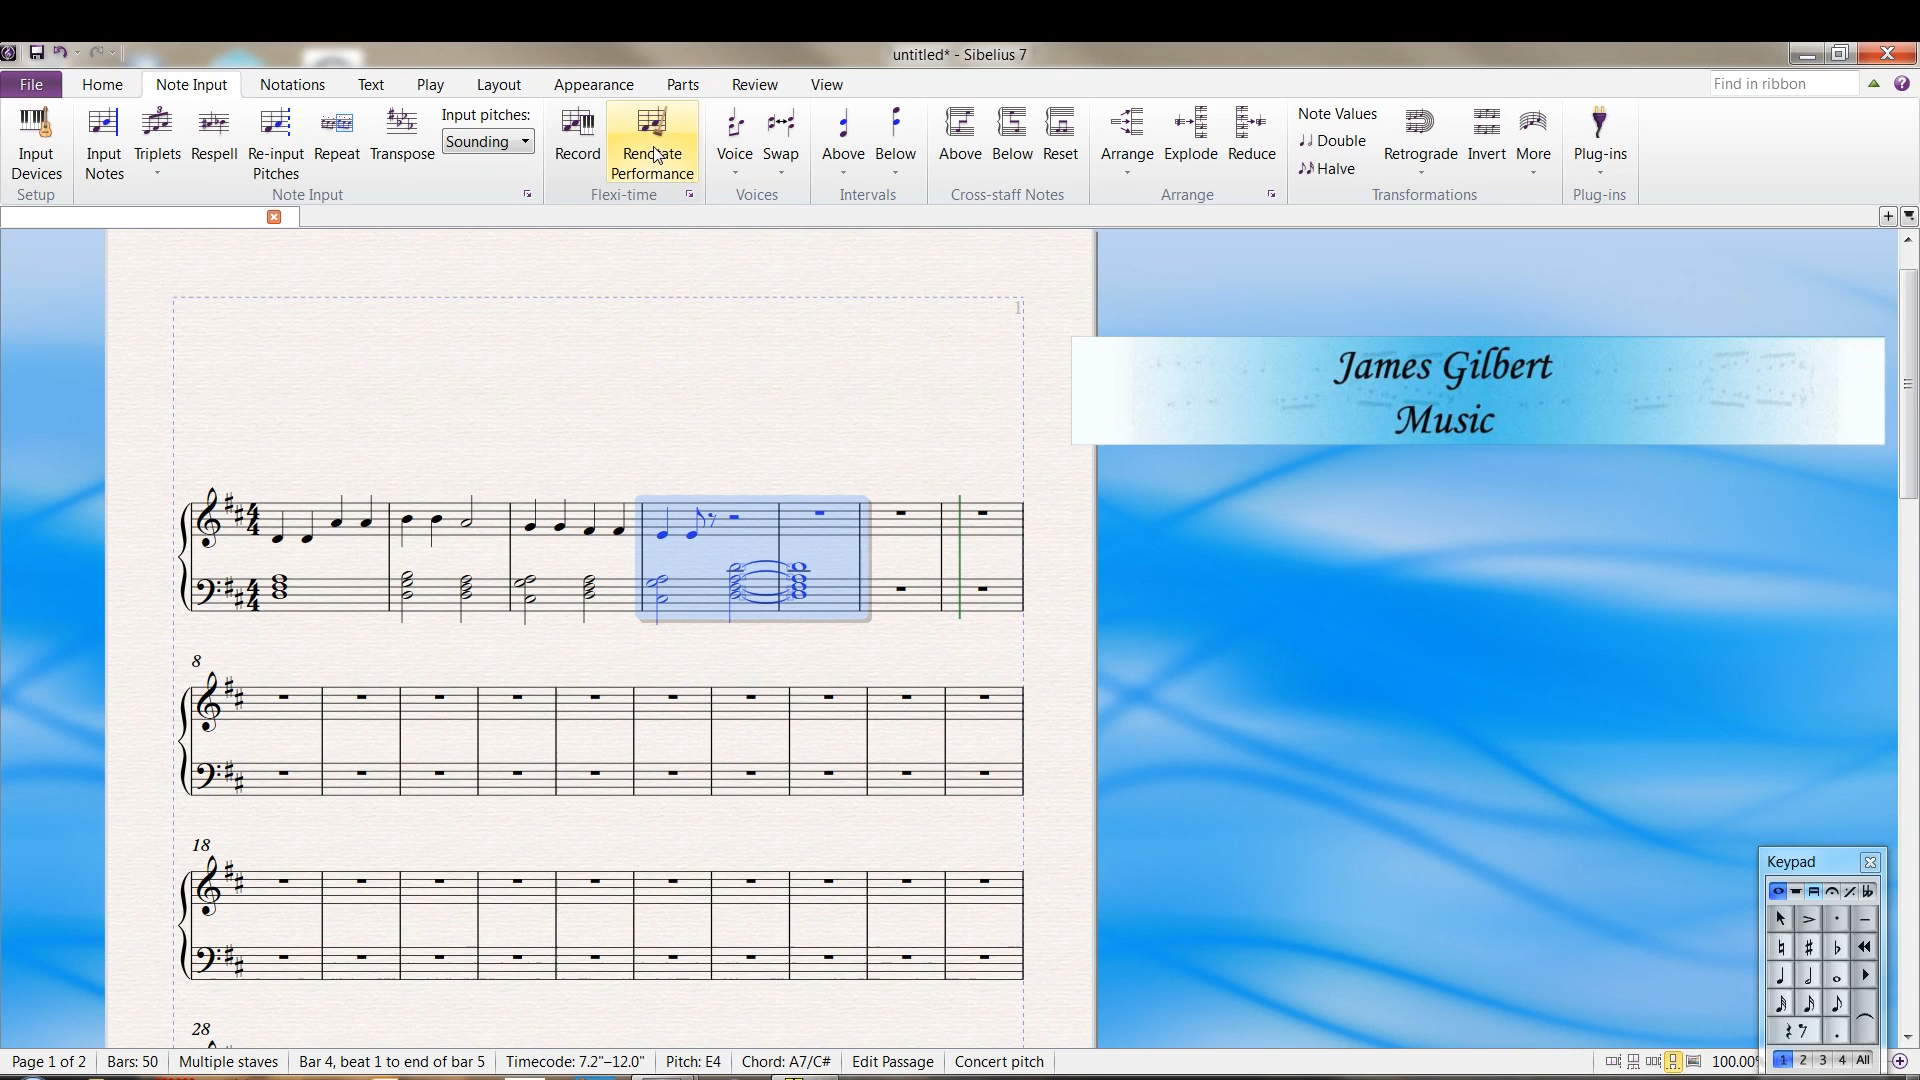 untitled* - Sibelius 7
File Home Note Input Notations Text Play Layout Appearance Parts Review View Find in ribbon
Input Devices
Setup
Input Notes
Triplets
Respell
Re-input Pitches
Repeat
Transpose
Input pitches:
Sounding
Note Input
Record
Renotate Performance
Flexi-time
Voice
Swap
Voices
Above
Below
Intervals
Above
Below
Reset
Cross-staff Notes
Arrange
Explode
Reduce
Arrange
Note Values
Double
Halve
Retrograde
Invert
More
Transformations
Plug-ins
Plug-ins
1
James Gilbert
Music
8
18
28
Keypad
1 2 3 4 All
Page 1 of 2 Bars: 50 Multiple staves Bar 4, beat 1 to end of bar 5 Timecode: 7.2"–12.0" Pitch: E4 Chord: A7/C# Edit Passage Concert pitch 100.00